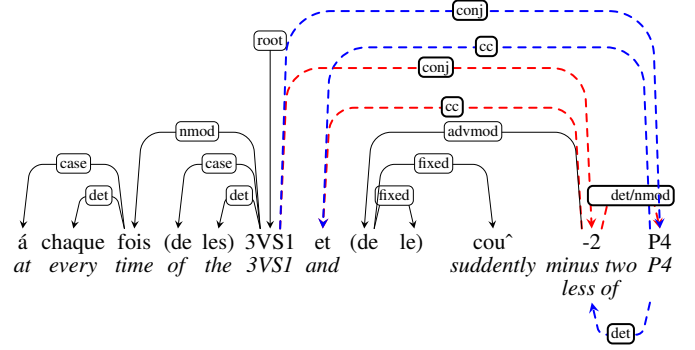 conj
root
cc
conj
cc
nmod
advmod
case
case
fixed
det
det
fixed
det/nmod
á chaque fois (de les) 3VS1 et (de le) couˆ -2 P4
at every time of the 3VS1 and suddently minus two P4
less of
det